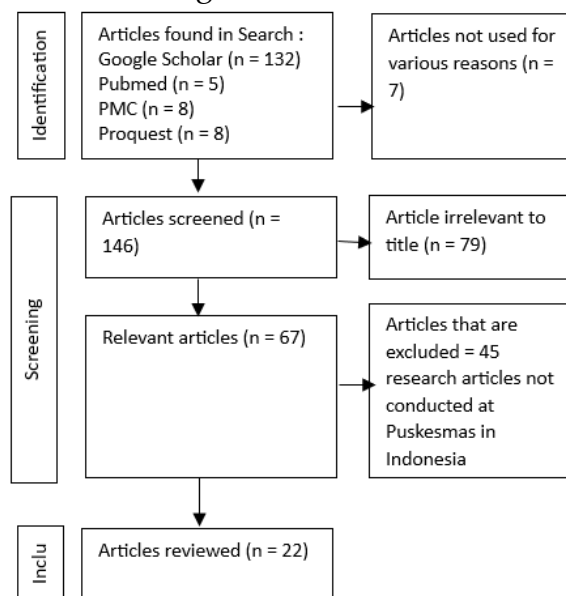 Identification
Articles found in Search :
Google Scholar (n = 132)
Pubmed (n = 5)
PMC (n = 8)
Proquest (n = 8)
Articles not used for
various reasons (n =
7)
Screening
Articles screened (n =
146)
Article irrelevant to
title (n = 79)
Relevant articles (n = 67)
Articles that are
excluded = 45
research articles not
conducted at
Puskesmas in
Indonesia
Inclu
Articles reviewed (n = 22)